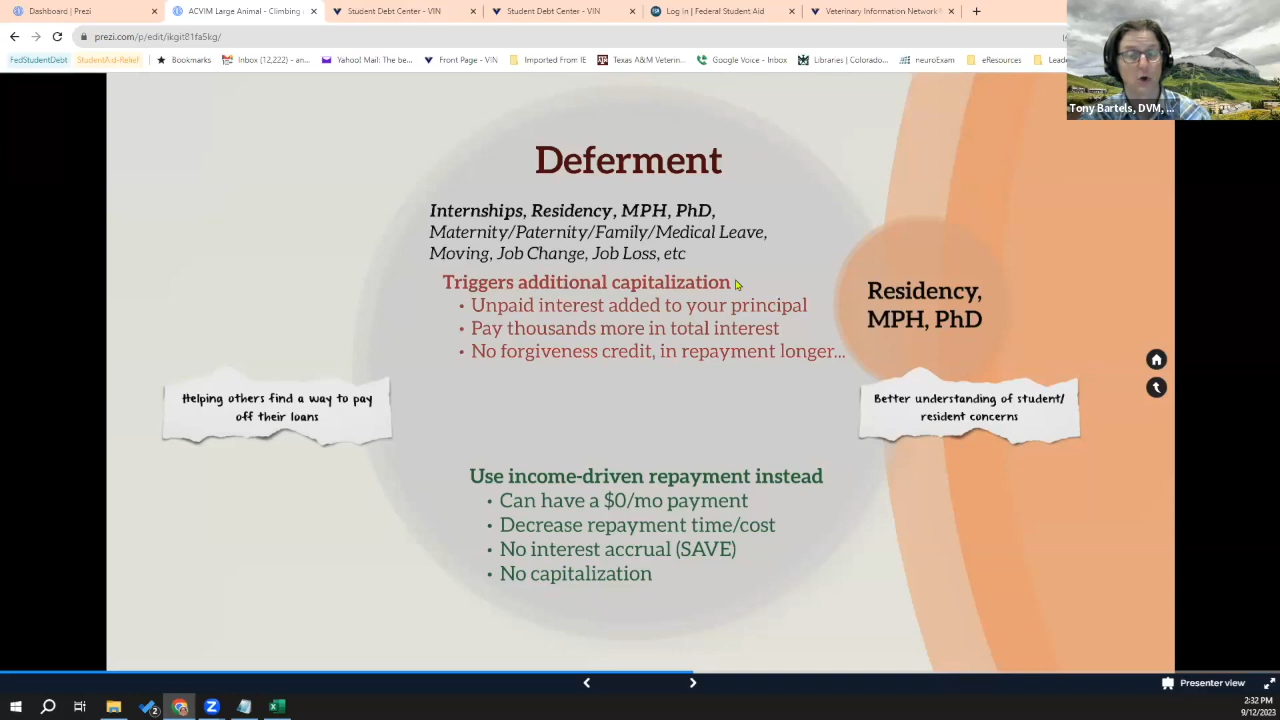 Dashboard | Prezi
ACVIM Large Animal - Climbing
Student Debt Center - VIN
Student Debt Center - VIN
Log In | Federal Student Aid
Veterinary Information Network
prezi.com/p/edit/ikgit81fa5kg/
FedStudentDebt
StudentAid-Relief
Bookmarks
Inbox (12,222) - an...
Yahoo! Mail: The be...
Front Page - VIN
Imported From IE
Texas A&M Veterin...
Google Voice - Inbox
Libraries | Colorado...
neuroExam
eResources
Leade
Tony Bartels, DVM, ...
Deferment
Internships, Residency, MPH, PhD,
Maternity/Paternity/Family/Medical Leave,
Moving, Job Change, Job Loss, etc
Triggers additional capitalization
• Unpaid interest added to your principal
• Pay thousands more in total interest
• No forgiveness credit, in repayment longer...
Residency,
MPH, PhD
Helping others find a way to pay
off their loans
Better understanding of student/
resident concerns
Use income-driven repayment instead
• Can have a $0/mo payment
• Decrease repayment time/cost
• No interest accrual (SAVE)
• No capitalization
Presenter view
2
2:32 PM
9/12/2023